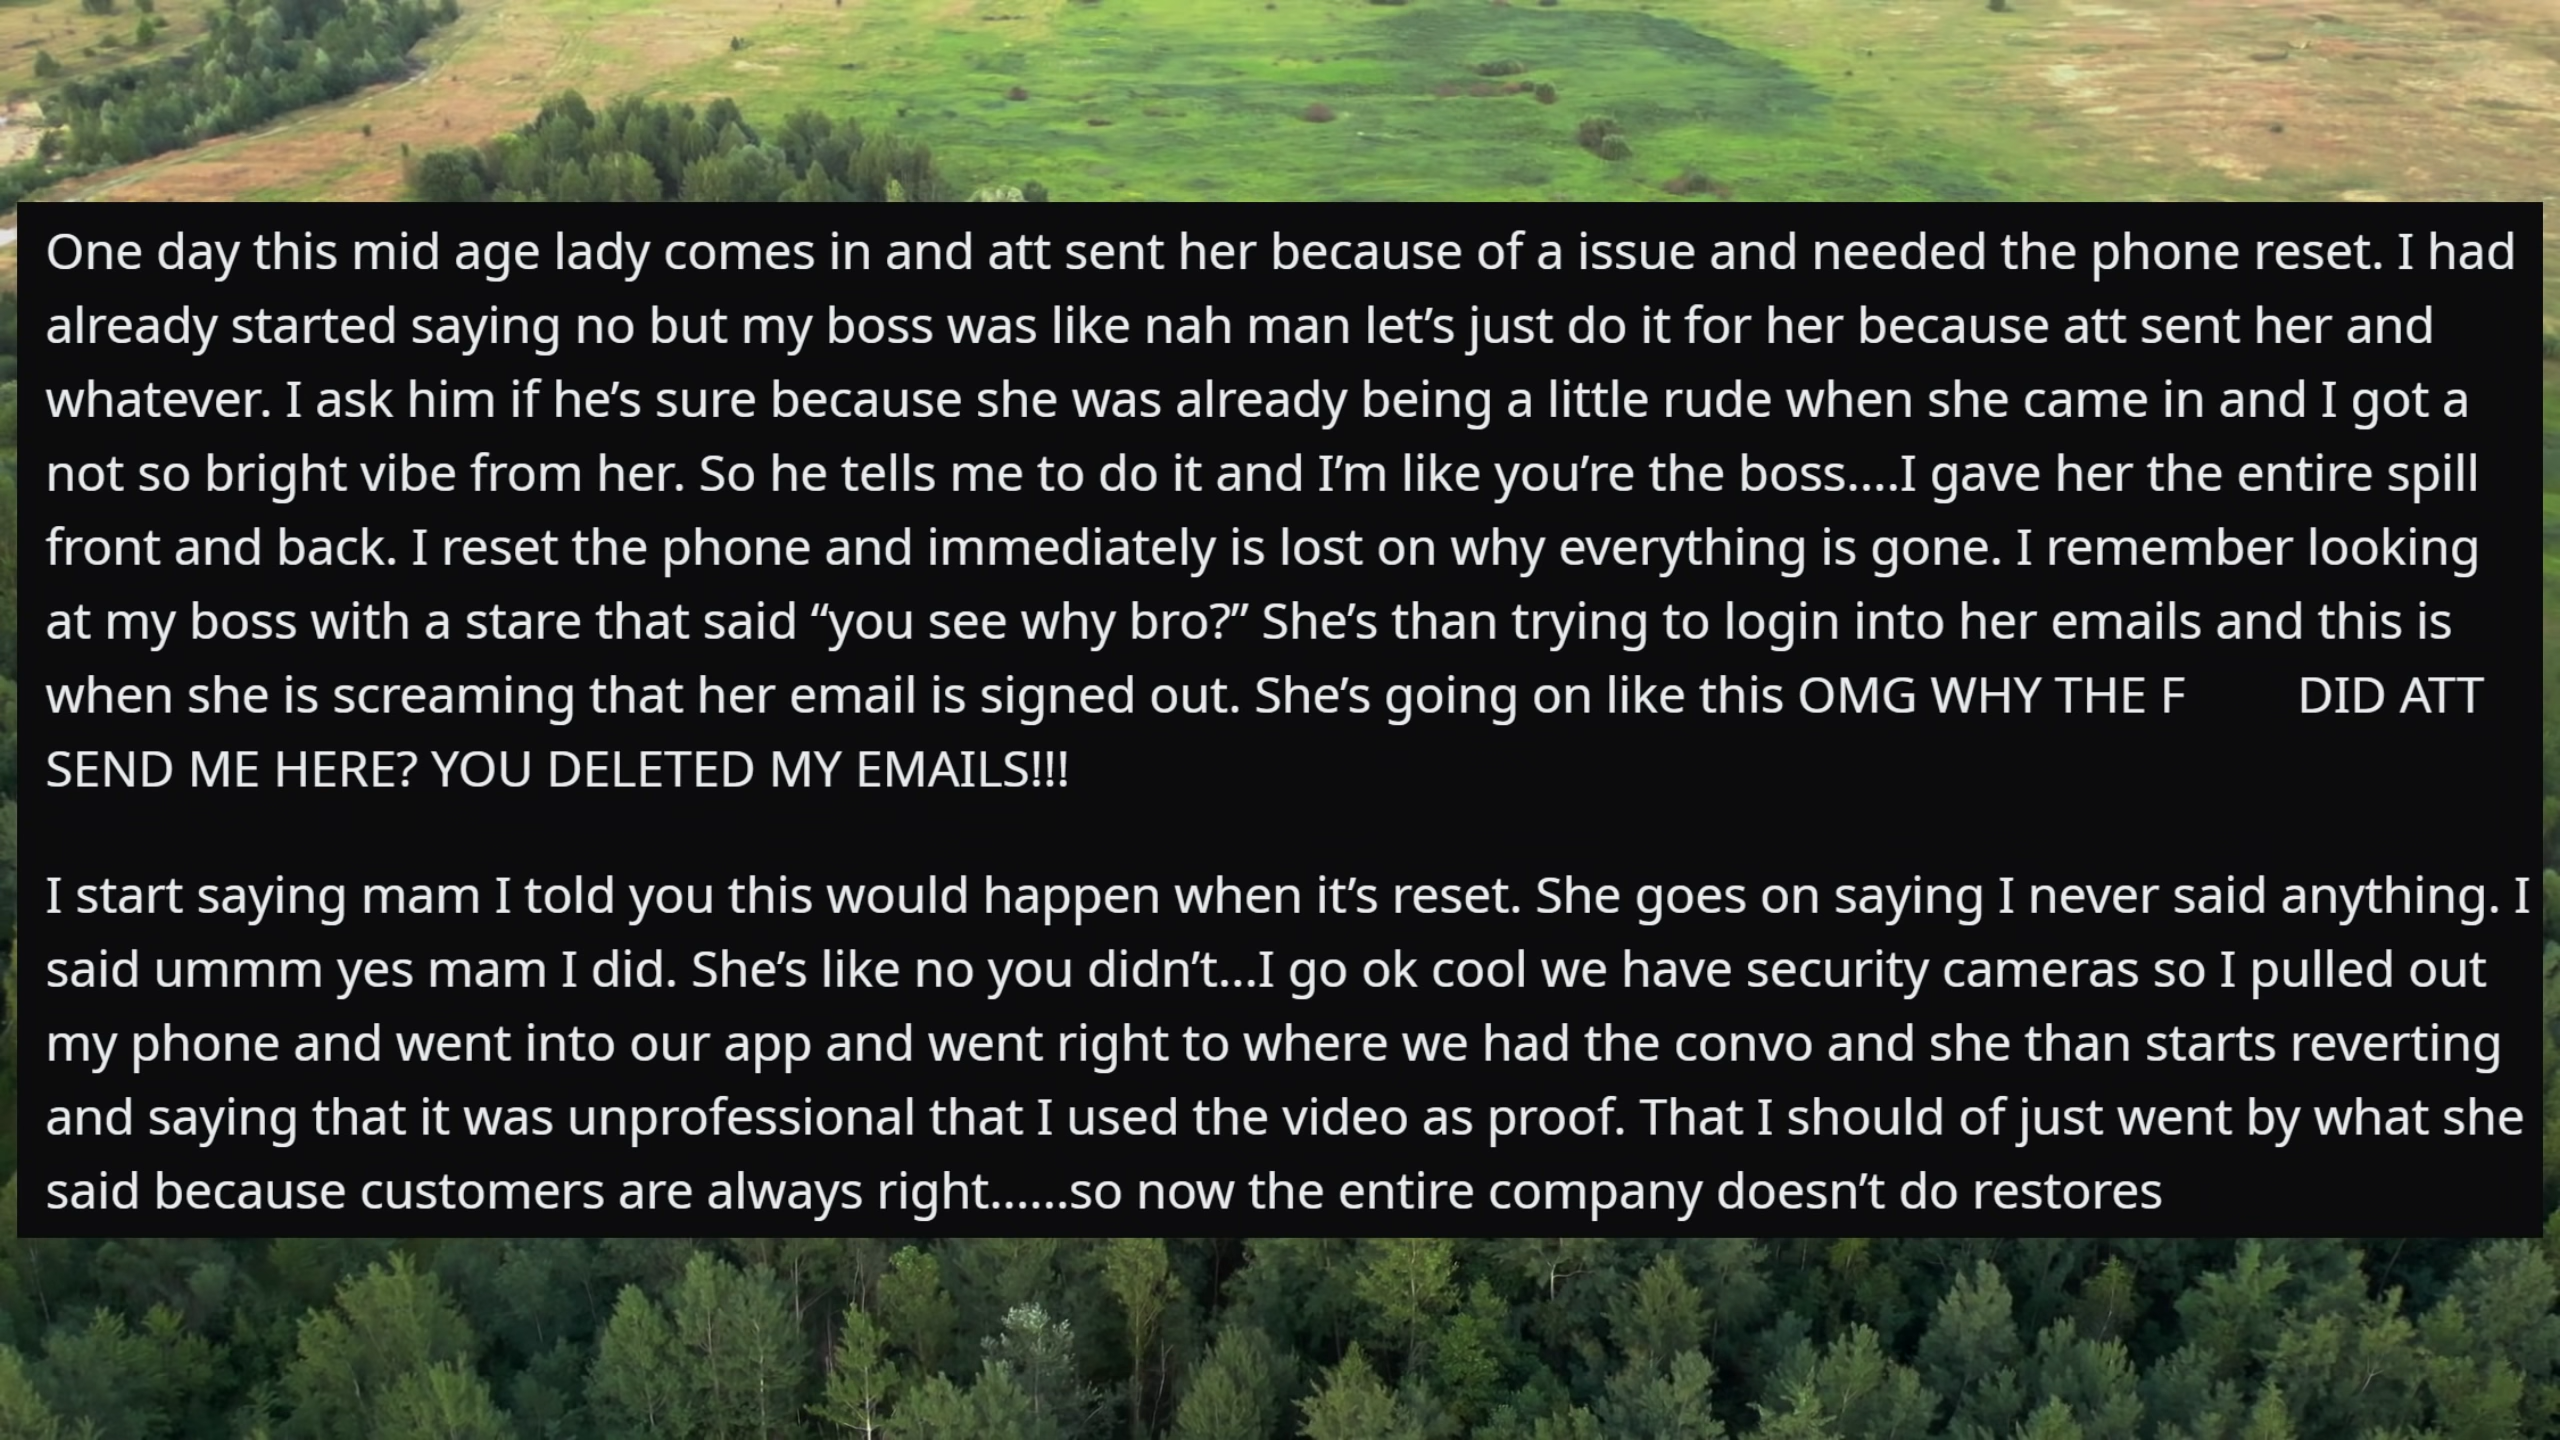 One day this mid age lady comes in and att sent her because of a issue and needed the phone reset. I had
already started saying no but my boss was like nah man let’s just do it for her because att sent her and
whatever. I ask him if he’s sure because she was already being a little rude when she came in and I got a
not so bright vibe from her. So he tells me to do it and I’m like you’re the boss....I gave her the entire spill
front and back. I reset the phone and immediately is lost on why everything is gone. I remember looking
at my boss with a stare that said “you see why bro?” She’s than trying to login into her emails and this is
when she is screaming that her email is signed out. She’s going on like this OMG WHY THE F DID ATT
SEND ME HERE? YOU DELETED MY EMAILS!!!
I start saying mam I told you this would happen when it’s reset. She goes on saying I never said anything. I
said ummm yes mam I did. She’s like no you didn’t...I go ok cool we have security cameras so I pulled out
my phone and went into our app and went right to where we had the convo and she than starts reverting
and saying that it was unprofessional that I used the video as proof. That I should of just went by what she
said because customers are always right......so now the entire company doesn’t do restores